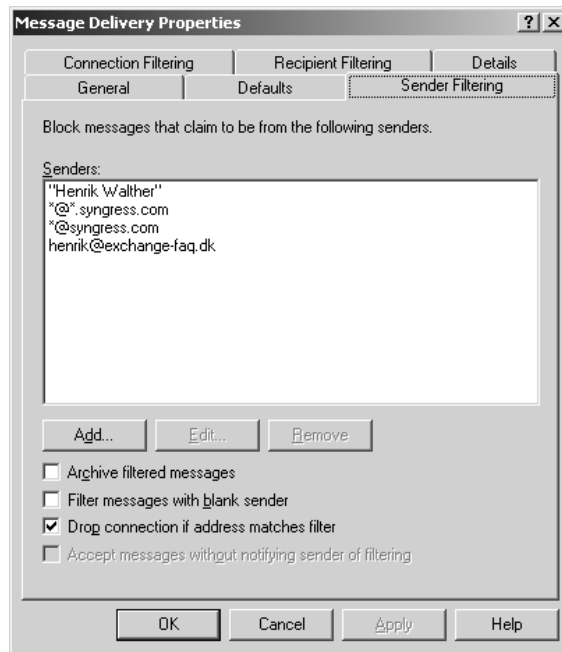 Message Delivery Properties
? ×
Connection Filtering Recipient Filtering Details
General Defaults Sender Filtering
Block messages that claim to be from the following senders.
Senders:
"Henrik Walther"
*@*.syngress.com
*@syngress.com
henrik@exchange-faq.dk
Add... Edit... Remove
Archive filtered messages
Filter messages with blank sender
Drop connection if address matches filter
Accept messages without notifying sender of filtering
OK Cancel Apply Help